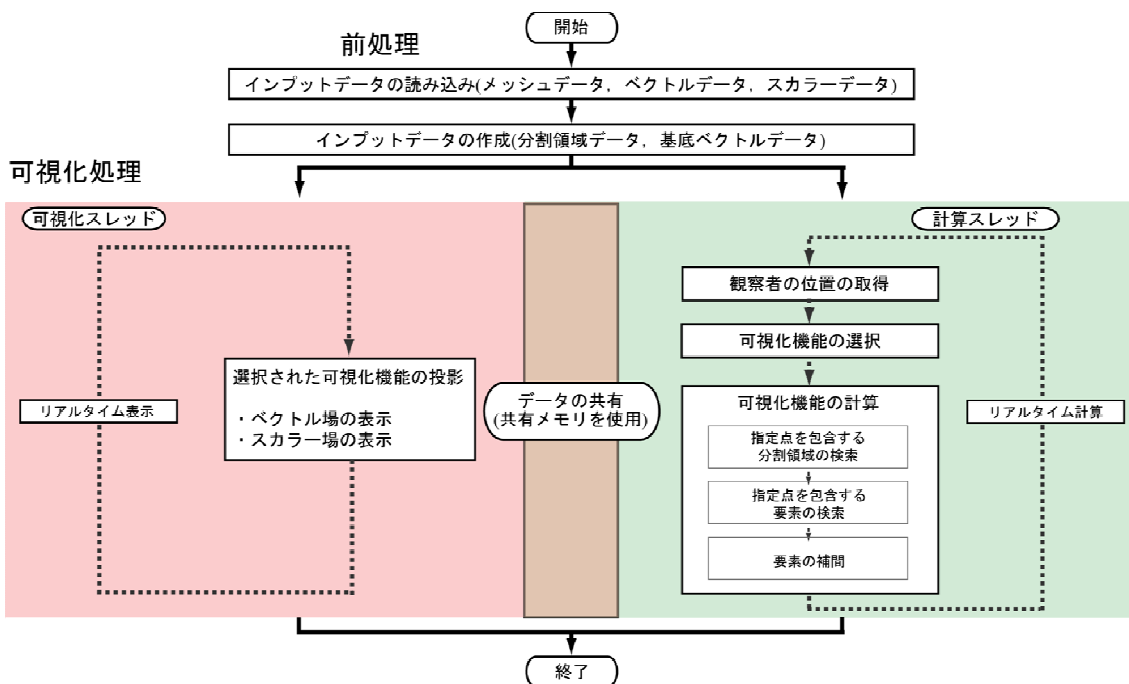 開始
前処理
インプットデータの読み込み(メッシュデータ，ベクトルデータ，スカラーデータ)
インプットデータの作成(分割領域データ，基底ベクトルデータ)
可視化処理
可視化スレッド
選択された可視化機能の投影
・ベクトル場の表示
・スカラー場の表示
リアルタイム表示
データの共有
(共有メモリを使用)
計算スレッド
観察者の位置の取得
可視化機能の選択
可視化機能の計算
指定点を包含する
分割領域の検索
指定点を包含する
要素の検索
要素の補間
リアルタイム計算
終了